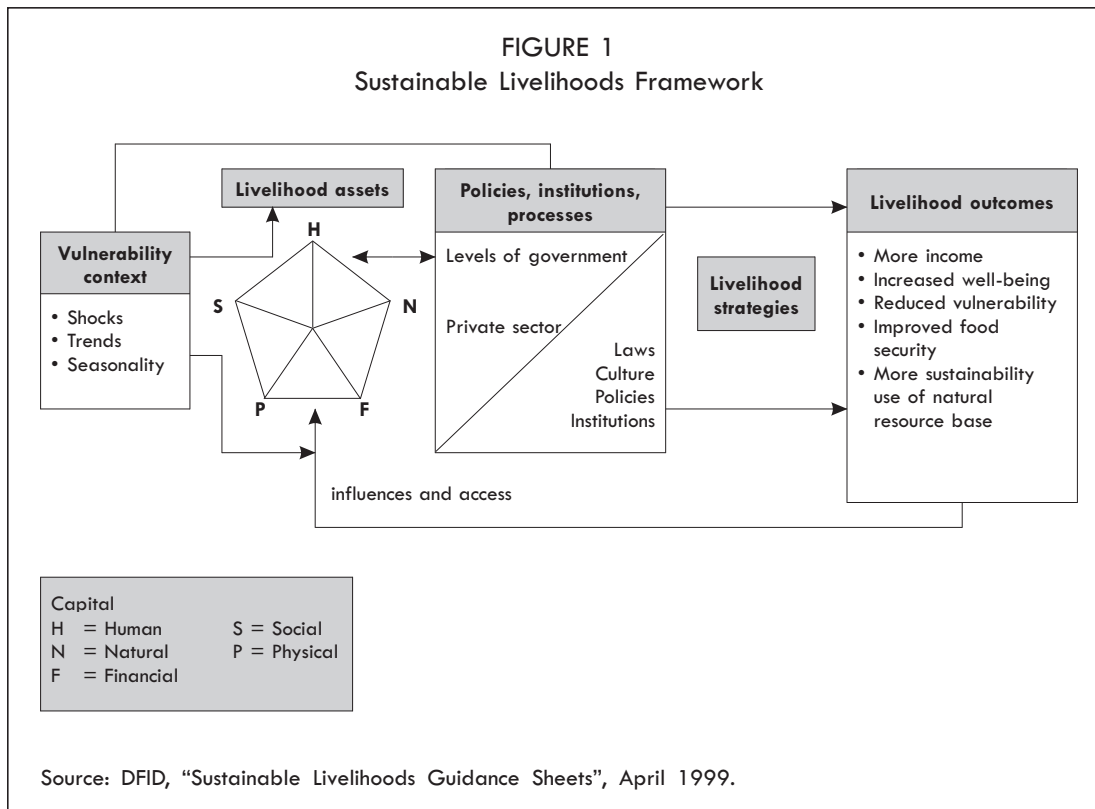 FIGURE 1
Sustainable Livelihoods Framework
Livelihood assets
Policies, institutions,
processes
Livelihood outcomes
Vulnerability
context
• Shocks
• Trends
• Seasonality
H
S
N
P
F
Levels of government
Private sector
Laws
Culture
Policies
Institutions
Livelihood
strategies
• More income
• Increased well-being
• Reduced vulnerability
• Improved food
security
• More sustainability
use of natural
resource base
influences and access
Capital
H = Human S = Social
N = Natural P = Physical
F = Financial
Source: DFID, “Sustainable Livelihoods Guidance Sheets”, April 1999.